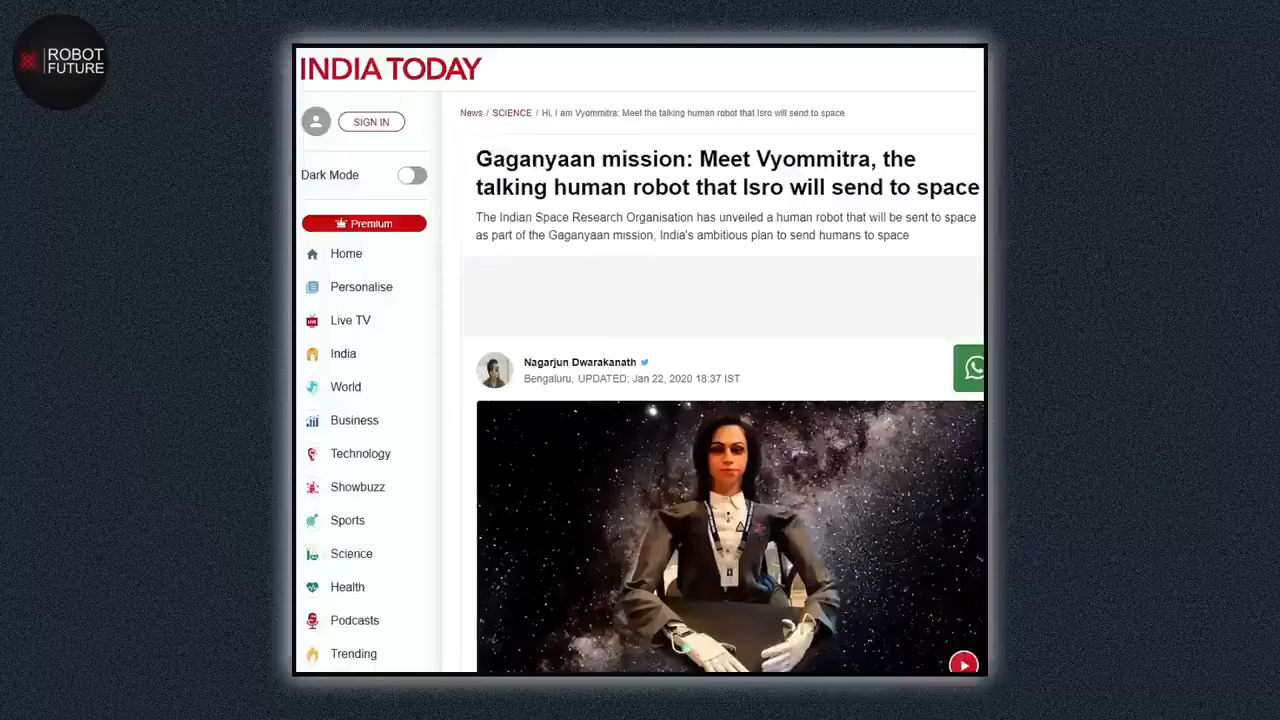 ROBOT
FUTURE
INDIA TODAY
SIGN IN
Dark Mode
Premium
Home
Personalise
Live TV
India
World
Business
Technology
Showbuzz
Sports
Science
Health
Podcasts
Trending
News / SCIENCE / Hi, I am Vyommitra: Meet the talking human robot that Isro will send to space
Gaganyaan mission: Meet Vyommitra, the
talking human robot that Isro will send to space
The Indian Space Research Organisation has unveiled a human robot that will be sent to space
as part of the Gaganyaan mission, India's ambitious plan to send humans to space
Nagarjun Dwarakanath
Bengaluru, UPDATED: Jan 22, 2020 18:37 IST